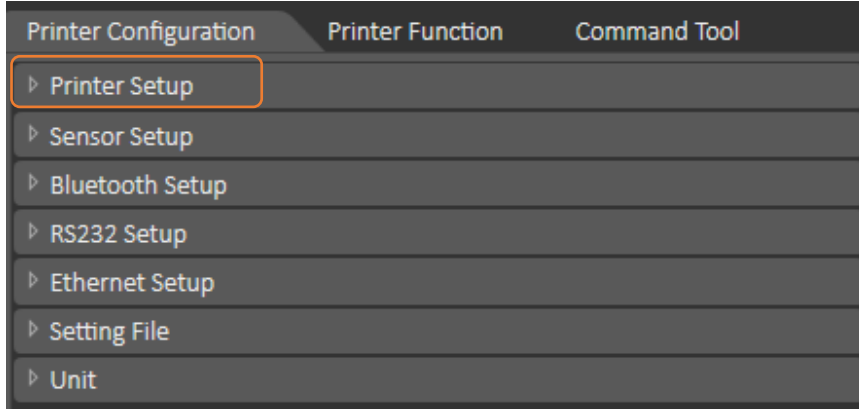 Printer Configuration Printer Function Command Tool
Printer Setup
Sensor Setup
Bluetooth Setup
RS232 Setup
Ethernet Setup
Setting File
Unit